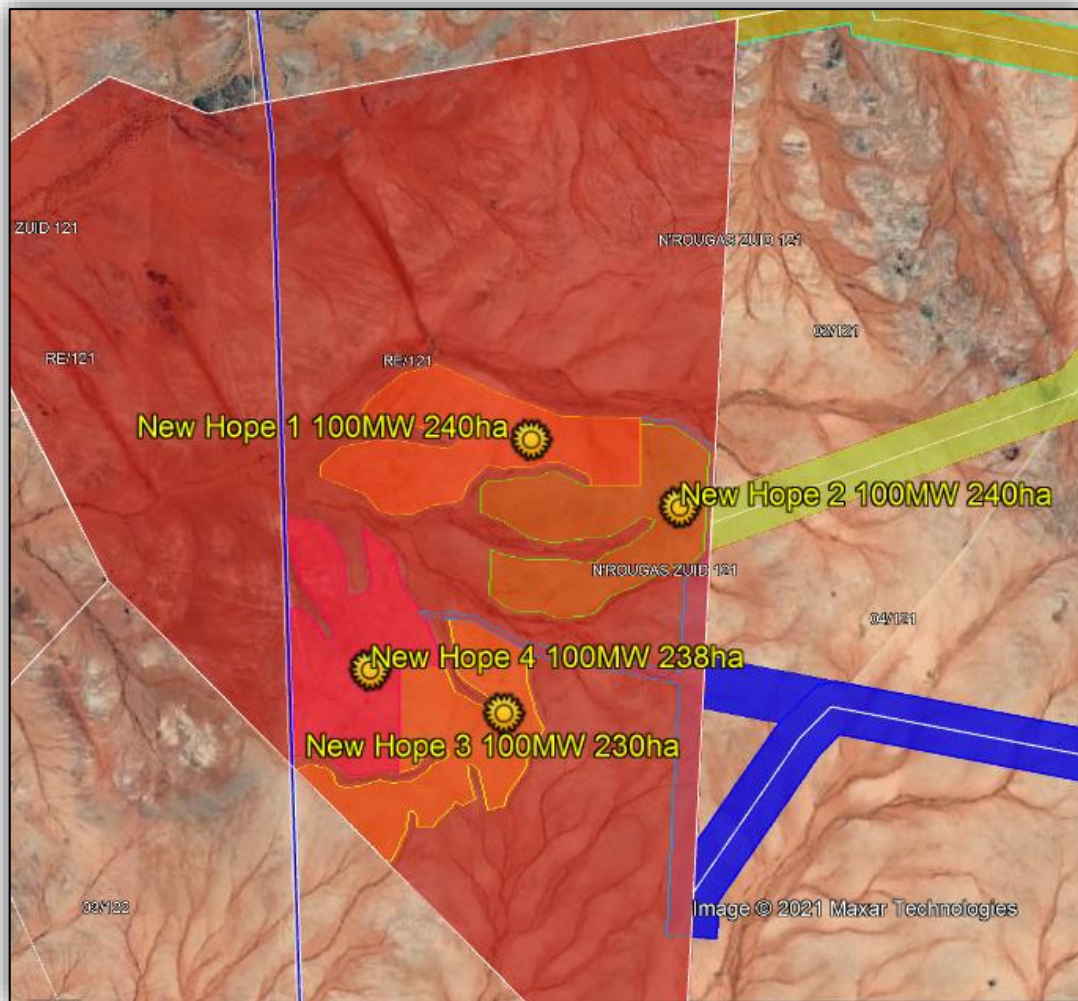 ZUID 121
N'ROUGAS ZUID 121
02/121
RE/121
RE/121
New Hope 1 100MW 240ha
New Hope 2 100MW 240ha
N'ROUGAS ZUID 121
04/121
New Hope 4 100MW 238ha
New Hope 3 100MW 230ha
03/122
Image © 2021 Maxar Technologies